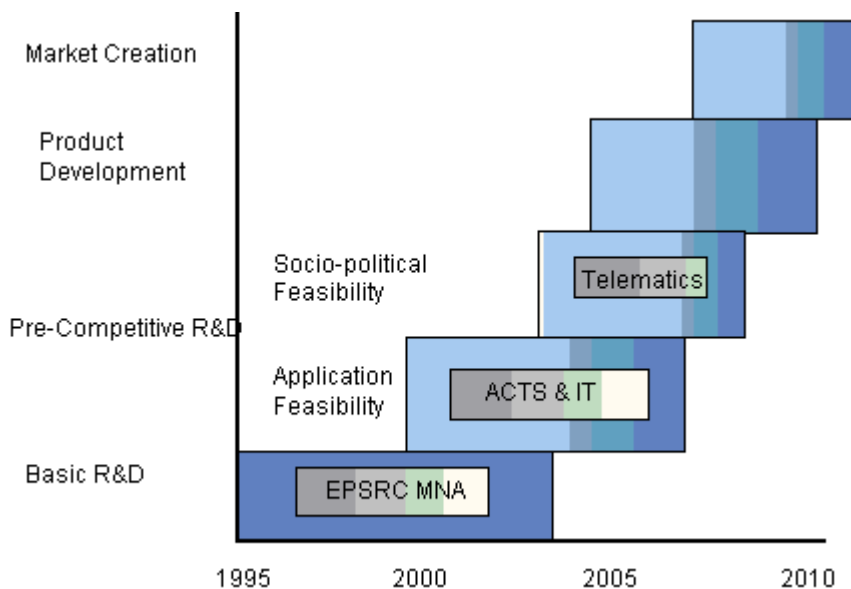 Market Creation
Product
Development
Socio-political
Feasibility
Telematics
Pre-Competitive R&D
Application
Feasibility
ACTS & IT
Basic R&D
EPSRC MNA
1995
2000
2005
2010